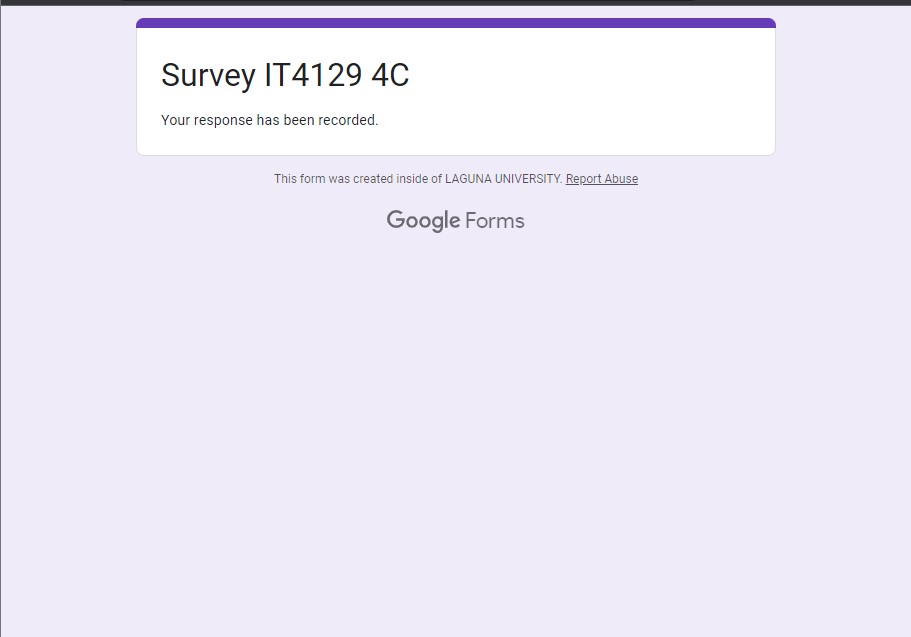 Survey IT4129 4C
Your response has been recorded.
This form was created inside of LAGUNA UNIVERSITY. Report Abuse
Google Forms